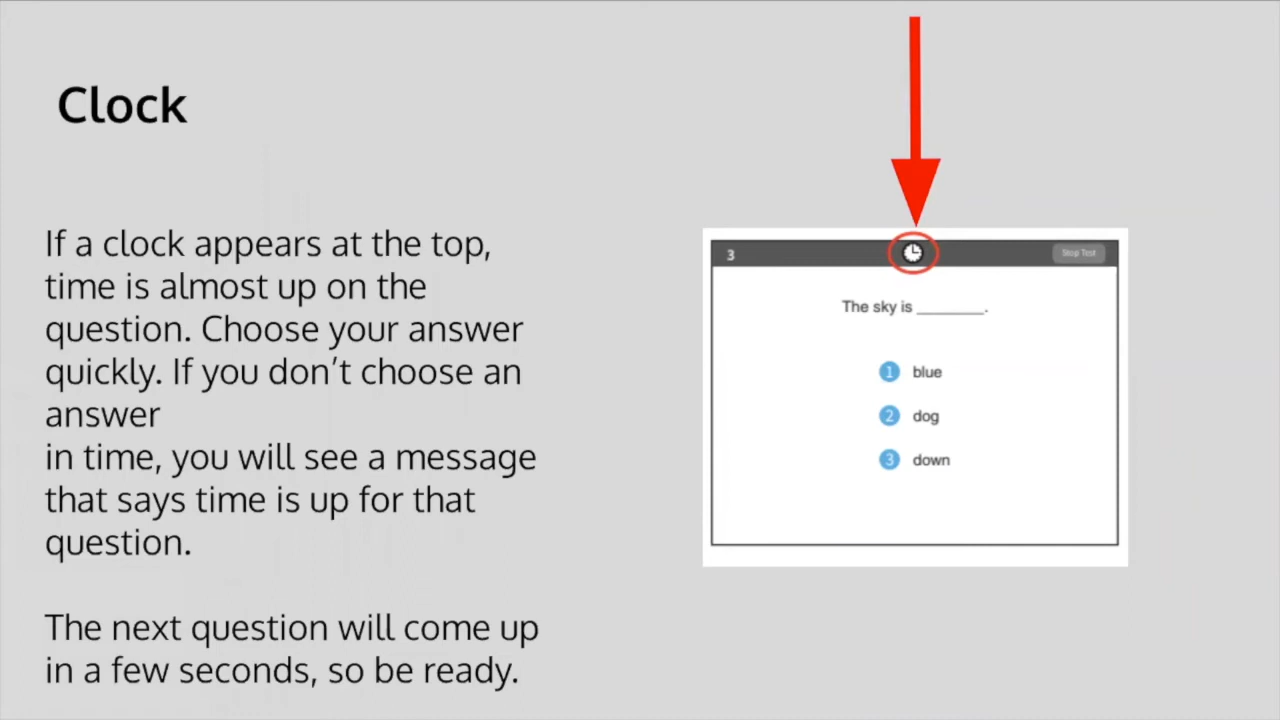 Clock
If a clock appears at the top,
time is almost up on the
question. Choose your answer
quickly. If you don’t choose an
answer
in time, you will see a message
that says time is up for that
question.
The next question will come up
in a few seconds, so be ready.
3
Stop Test
The sky is ________.
1 blue
2 dog
3 down